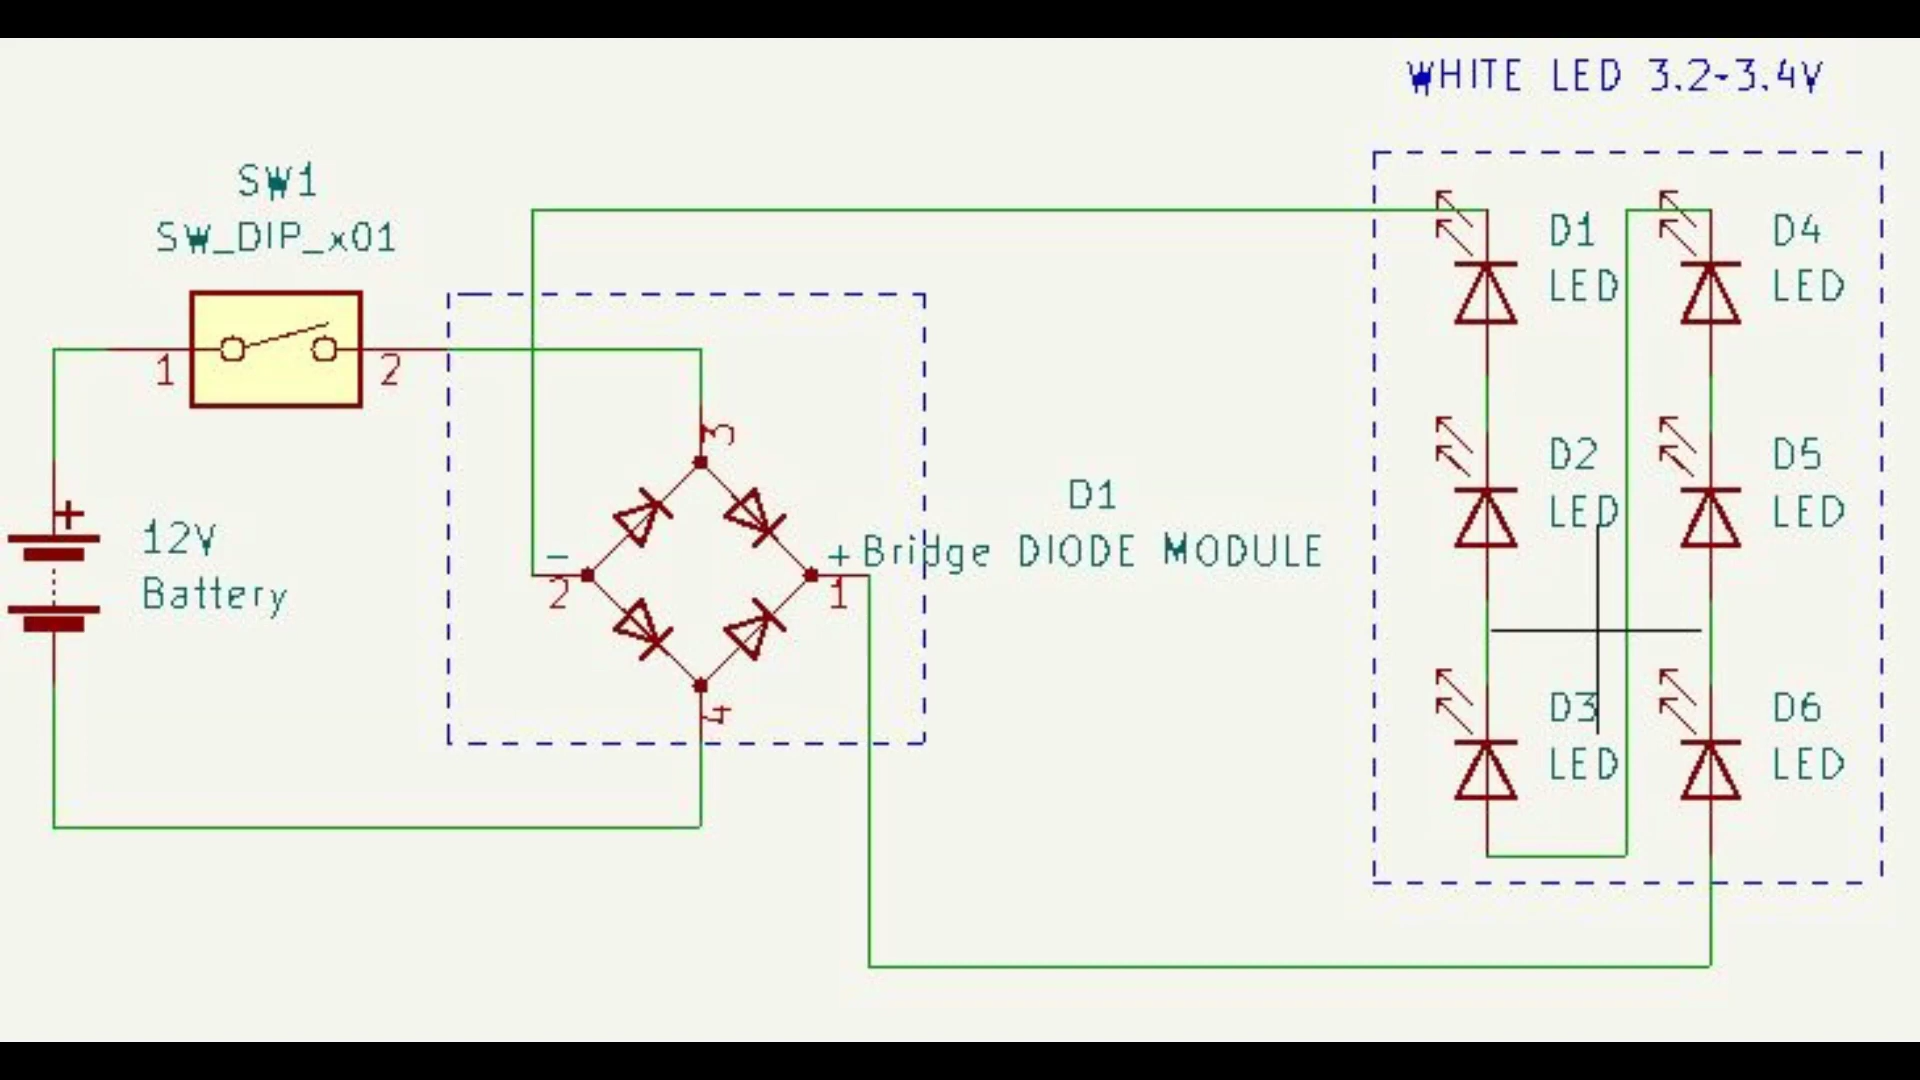 WHITE LED 3.2-3.4V
SW1
SW_DIP_x01
1
2
D1
LED
D4
LED
3
D2
LED
D5
LED
+
12V
Battery
D1
Bridge DIODE MODULE
-
2
+
1
4
D3
LED
D6
LED